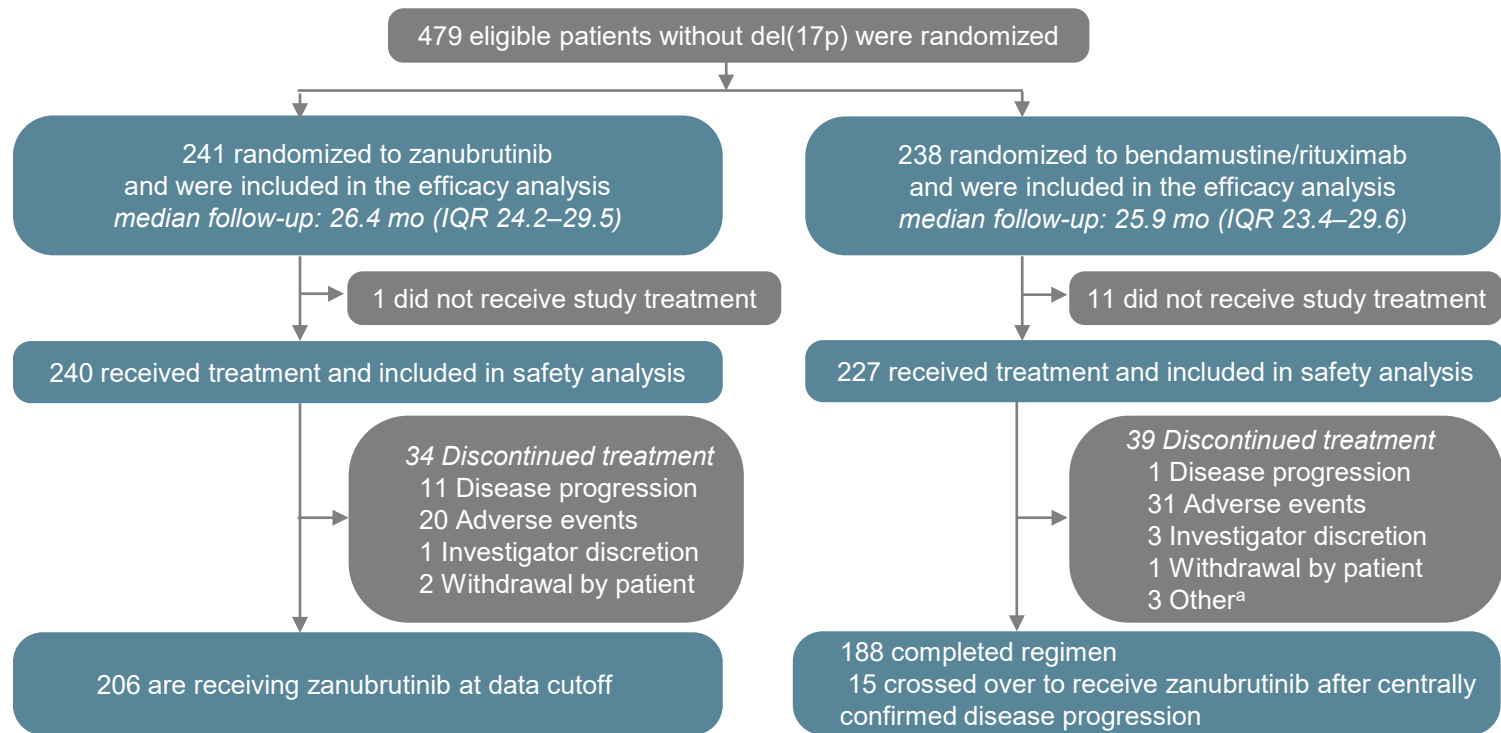 479 eligible patients without del(17p) were randomized
241 randomized to zanubrutinib
and were included in the efficacy analysis
median follow-up: 26.4 mo (IQR 24.2–29.5)
238 randomized to bendamustine/rituximab
and were included in the efficacy analysis
median follow-up: 25.9 mo (IQR 23.4–29.6)
1 did not receive study treatment
11 did not receive study treatment
240 received treatment and included in safety analysis
227 received treatment and included in safety analysis
34 Discontinued treatment
11 Disease progression
20 Adverse events
1 Investigator discretion
2 Withdrawal by patient
39 Discontinued treatment
1 Disease progression
31 Adverse events
3 Investigator discretion
1 Withdrawal by patient
3 Otherᵃ
206 are receiving zanubrutinib at data cutoff
188 completed regimen
15 crossed over to receive zanubrutinib after centrally
confirmed disease progression